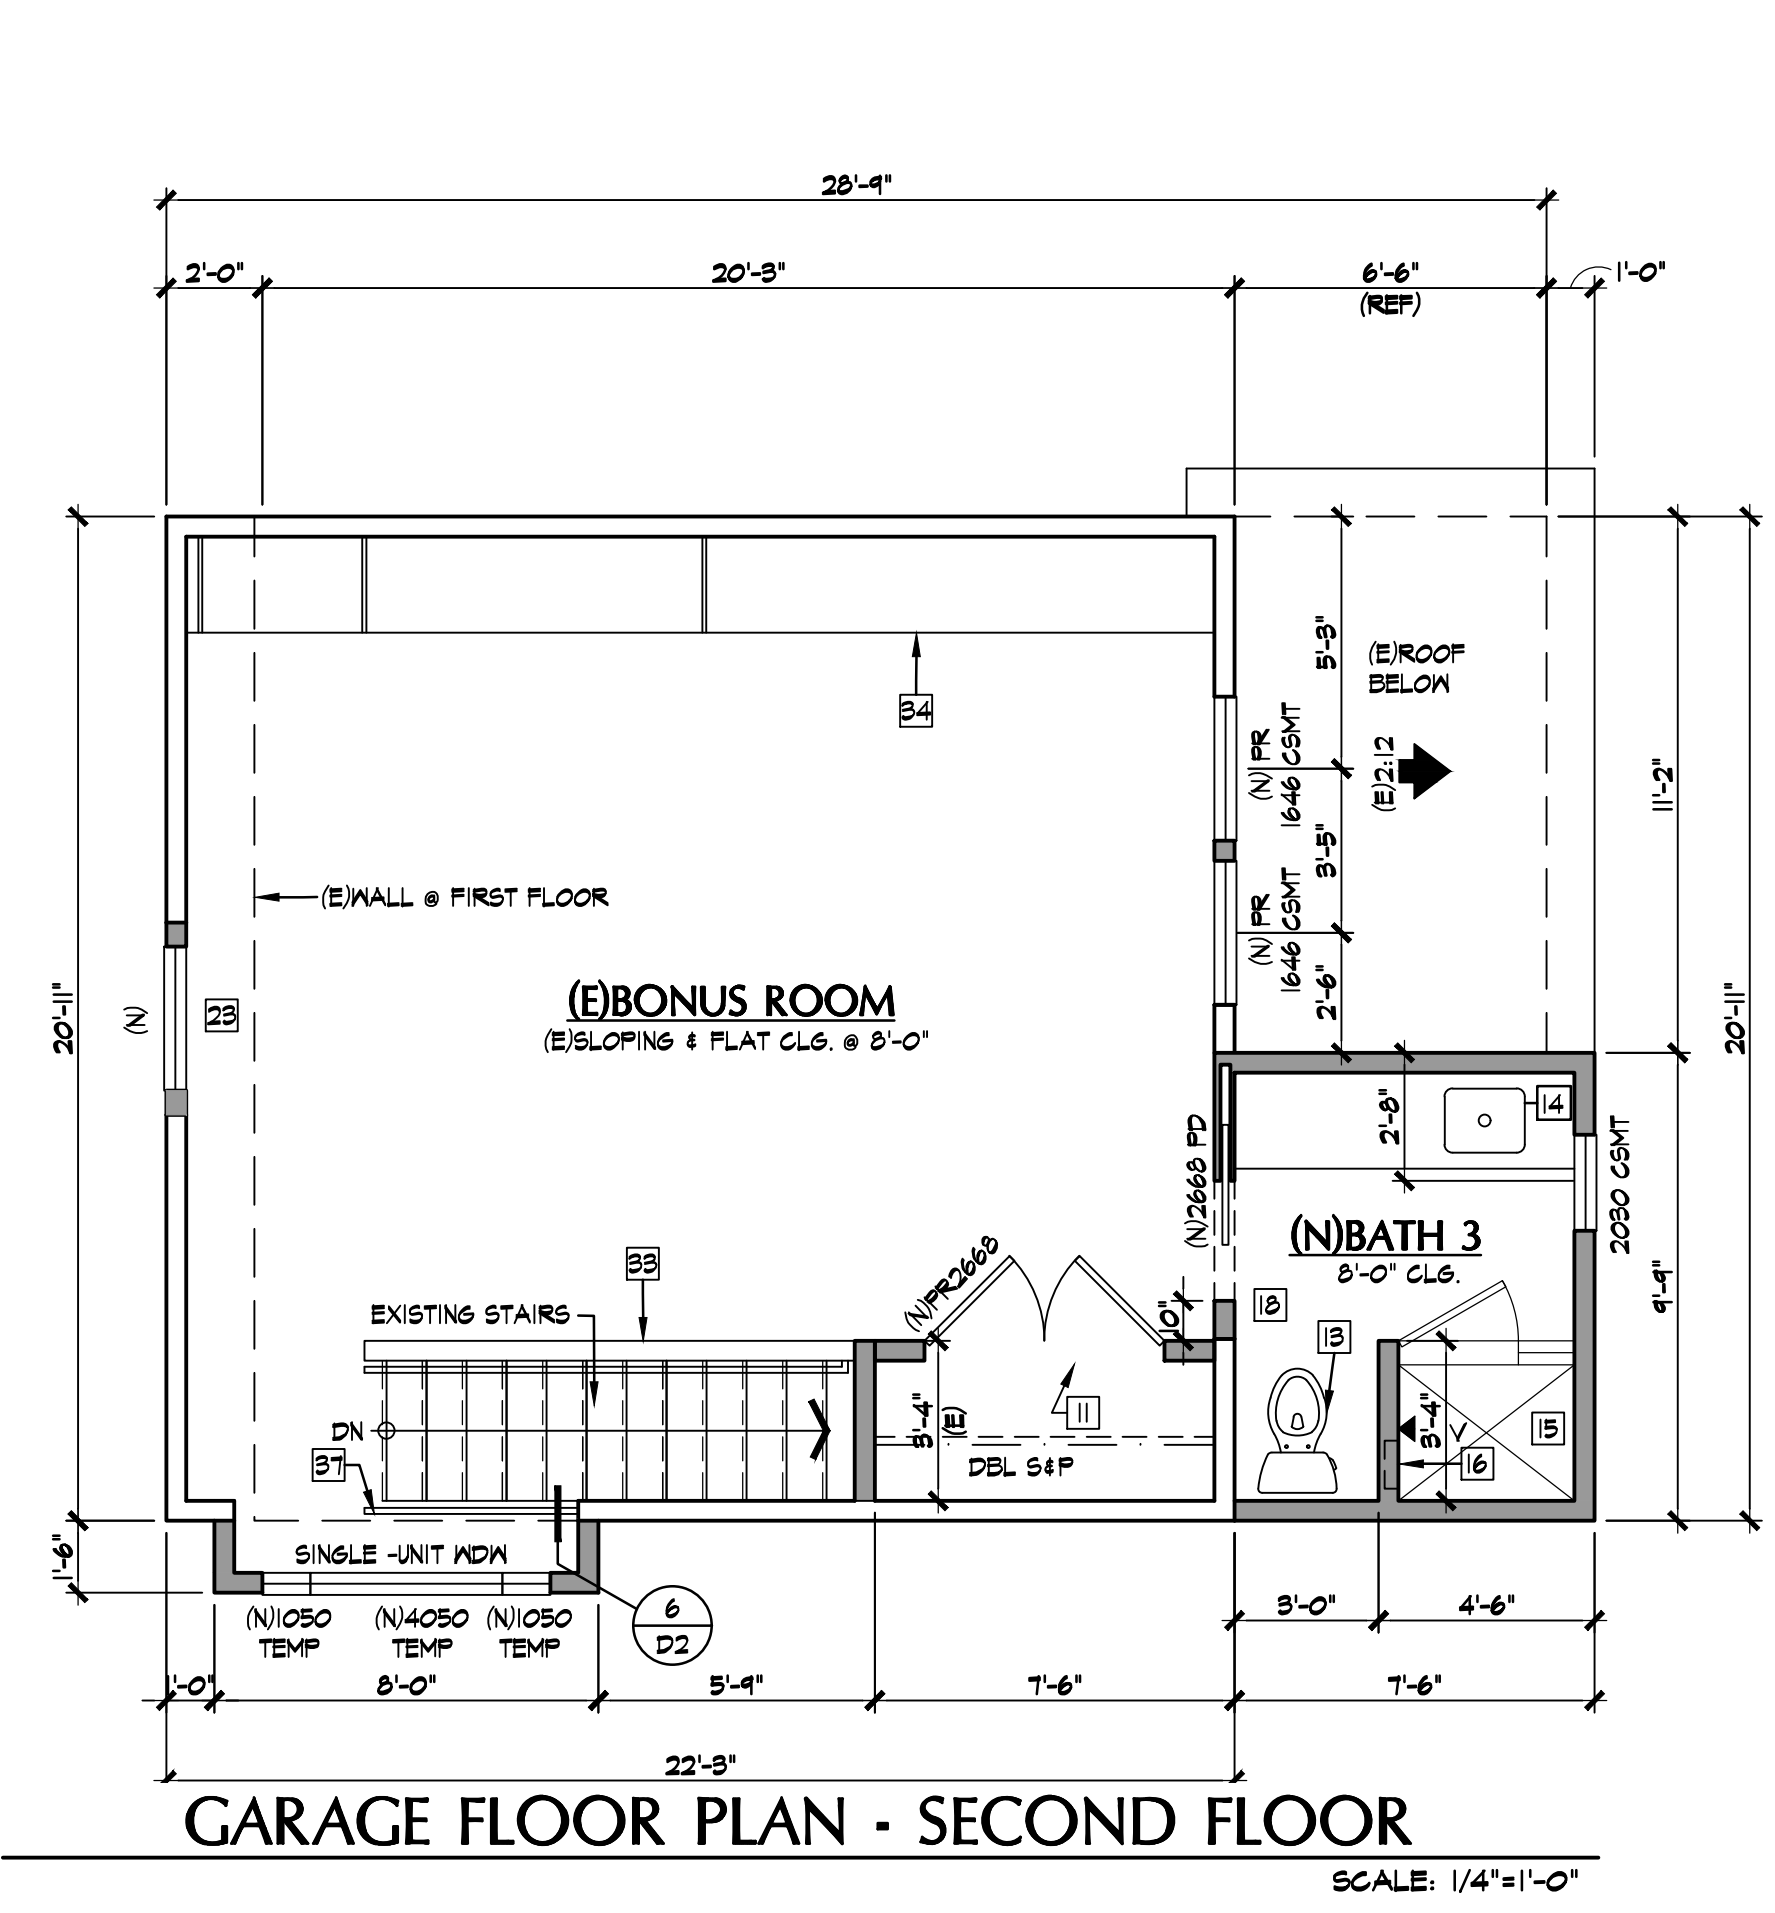 28'-9"
2'-0"
20'-3"
6'-6"
(REF)
1'-0"
5'-3"
(E)ROOF
BELOW
34
(N) PR
1646 CSMT
(E)2:12
11'-2"
3'-5"
(E)WALL @ FIRST FLOOR
(N) PR
1646 CSMT
2'-6"
20'-11"
(N)
23
(E)BONUS ROOM
(E)SLOPING & FLAT CLG. @ 8'-0"
20'-11"
14
2'-8"
(N)2668 PD
2030 CSMT
(N)BATH 3
8'-0" CLG.
9'-9"
33
(N)PR2668
EXISTING STAIRS
10"
18
13
3'-4"
(E)
11
3'-4"
V
15
DN
37
DBL S&P
16
1'-6"
SINGLE -UNIT WDW
(N)1050
TEMP
(N)4050
TEMP
(N)1050
TEMP
6
D2
3'-0"
4'-6"
1'-0"
8'-0"
5'-9"
7'-6"
7'-6"
22'-3"
GARAGE FLOOR PLAN - SECOND FLOOR
SCALE: 1/4"=1'-0"